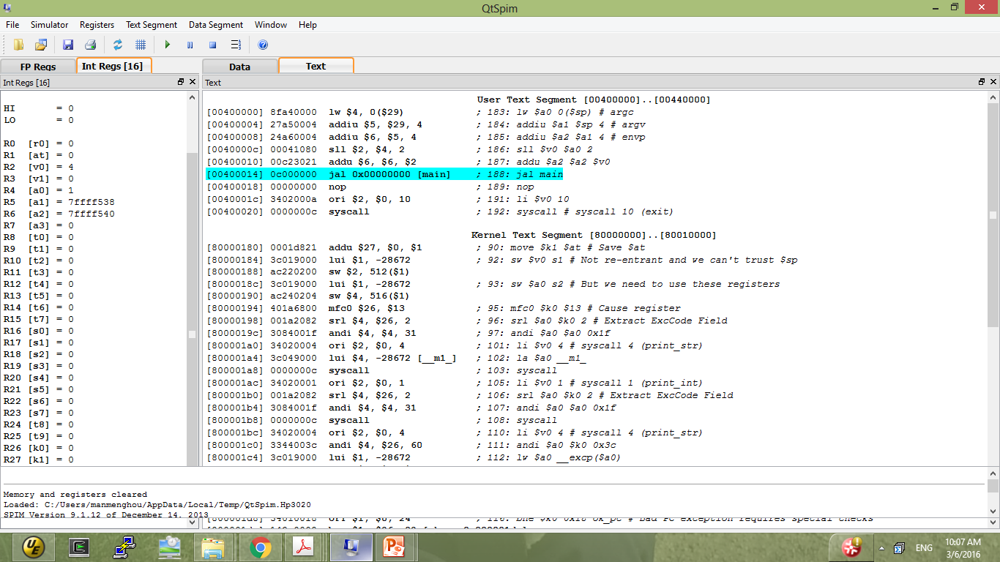 QtSpim
File Simulator Registers Text Segment Data Segment Window Help
FP Regs Int Regs [16] Data Text
Int Regs [16] Text
HI = 0
LO = 0
R0 [r0] = 0
R1 [at] = 0
R2 [v0] = 4
R3 [v1] = 0
R4 [a0] = 1
R5 [a1] = 7ffff538
R6 [a2] = 7ffff540
R7 [a3] = 0
R8 [t0] = 0
R9 [t1] = 0
R10 [t2] = 0
R11 [t3] = 0
R12 [t4] = 0
R13 [t5] = 0
R14 [t6] = 0
R15 [t7] = 0
R16 [s0] = 0
R17 [s1] = 0
R18 [s2] = 0
R19 [s3] = 0
R20 [s4] = 0
R21 [s5] = 0
R22 [s6] = 0
R23 [s7] = 0
R24 [t8] = 0
R25 [t9] = 0
R26 [k0] = 0
R27 [k1] = 0
User Text Segment [00400000]..[00440000]
[00400000] 8fa40000 lw $4, 0($29) ; 183: lw $a0 0($sp) # argc
[00400004] 27a50004 addiu $5, $29, 4 ; 184: addiu $a1 $sp 4 # argv
[00400008] 24a60004 addiu $6, $5, 4 ; 185: addiu $a2 $a1 4 # envp
[0040000c] 00041080 sll $2, $4, 2 ; 186: sll $v0 $a0 2
[00400010] 00c23021 addu $6, $6, $2 ; 187: addu $a2 $a2 $v0
[00400014] 0c000000 jal 0x00000000 [main] ; 188: jal main
[00400018] 00000000 nop ; 189: nop
[0040001c] 3402000a ori $2, $0, 10 ; 191: li $v0 10
[00400020] 0000000c syscall ; 192: syscall # syscall 10 (exit)
Kernel Text Segment [80000000]..[80010000]
[80000180] 0001d821 addu $27, $0, $1 ; 90: move $k1 $at # Save $at
[80000184] 3c019000 lui $1, -28672 ; 92: sw $v0 s1 # Not re-entrant and we can't trust $sp
[80000188] ac220200 sw $2, 512($1)
[8000018c] 3c019000 lui $1, -28672 ; 93: sw $a0 s2 # But we need to use these registers
[80000190] ac240204 sw $4, 516($1)
[80000194] 401a6800 mfc0 $26, $13 ; 95: mfc0 $k0 $13 # Cause register
[80000198] 001a2082 srl $4, $26, 2 ; 96: srl $a0 $k0 2 # Extract ExcCode Field
[8000019c] 3084001f andi $4, $4, 31 ; 97: andi $a0 $a0 0x1f
[800001a0] 34020004 ori $2, $0, 4 ; 101: li $v0 4 # syscall 4 (print_str)
[800001a4] 3c049000 lui $4, -28672 [__m1_] ; 102: la $a0 __m1_
[800001a8] 0000000c syscall ; 103: syscall
[800001ac] 34020001 ori $2, $0, 1 ; 105: li $v0 1 # syscall 1 (print_int)
[800001b0] 001a2082 srl $4, $26, 2 ; 106: srl $a0 $k0 2 # Extract ExcCode Field
[800001b4] 3084001f andi $4, $4, 31 ; 107: andi $a0 $a0 0x1f
[800001b8] 0000000c syscall ; 108: syscall
[800001bc] 34020004 ori $2, $0, 4 ; 110: li $v0 4 # syscall 4 (print_str)
[800001c0] 3344003c andi $4, $26, 60 ; 111: andi $a0 $k0 0x3c
[800001c4] 3c019000 lui $1, -28672 ; 112: lw $a0 __excp($a0)
Memory and registers cleared
Loaded: C:/Users/manmenghou/AppData/Local/Temp/QtSpim.Hp3020
SPIM Version 9.1.12 of December 14, 2013
ENG
10:07 AM
3/6/2016